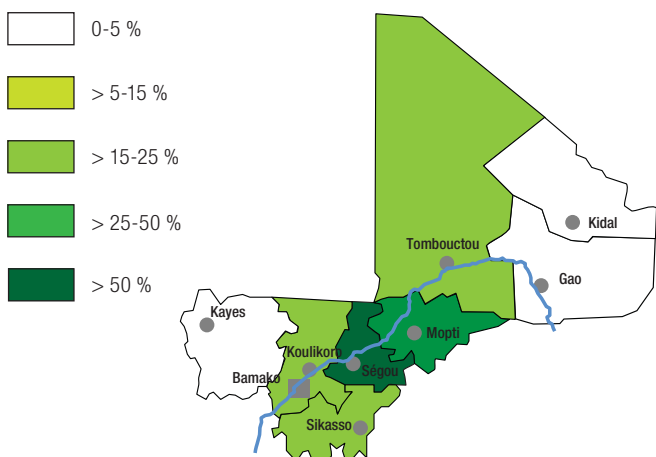 0-5 %
> 5-15 %
> 15-25 %
> 25-50 %
> 50 %
Kidal
Tombouctou
Gao
Kayes
Mopti
Koulikoro
Ségou
Bamako
Sikasso